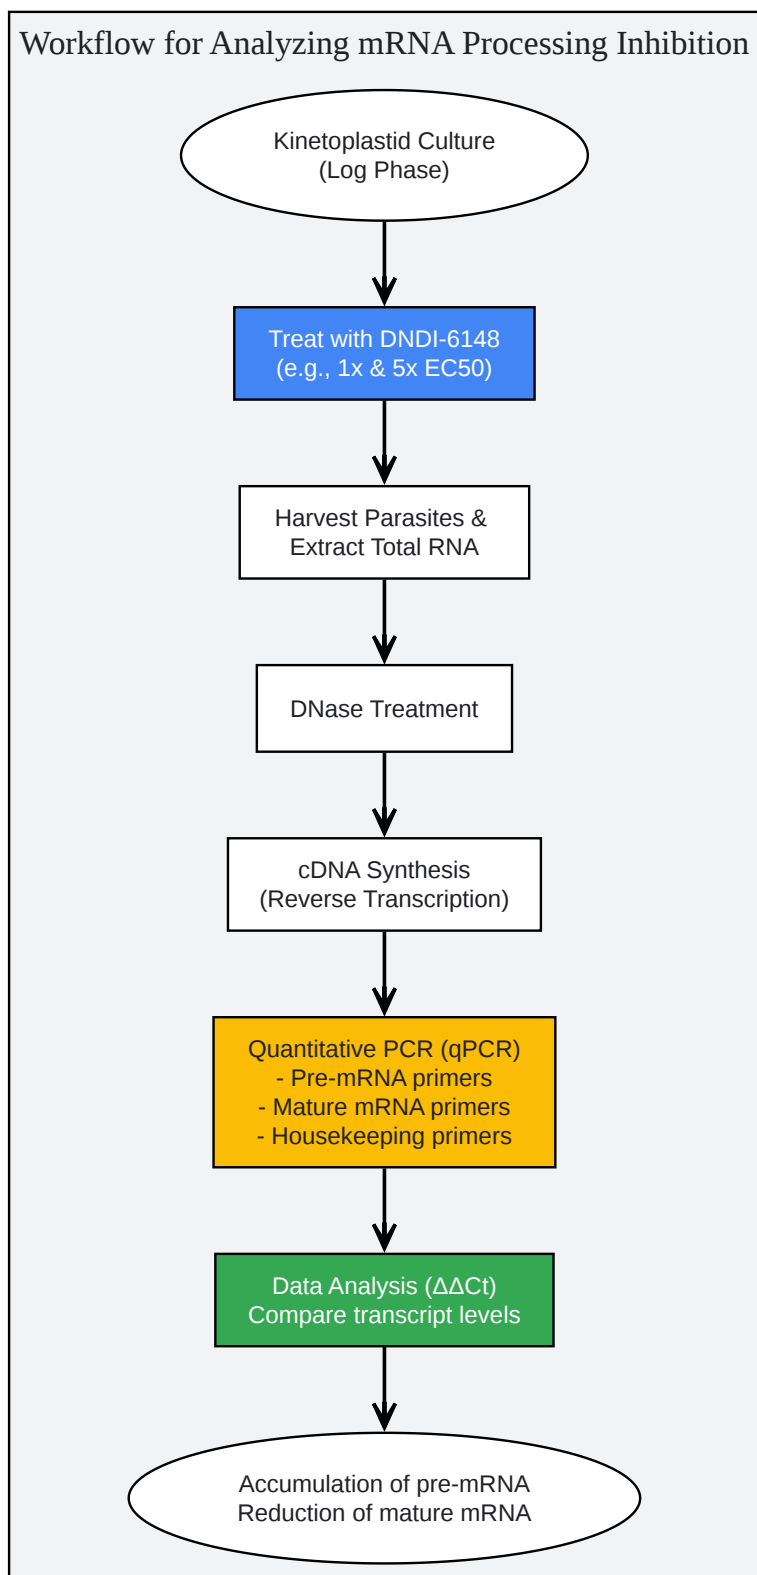 Workflow for Analyzing mRNA Processing Inhibition
Kinetoplastid Culture
(Log Phase)
Treat with DNDI-6148
(e.g., 1x & 5x EC50)
Harvest Parasites &
Extract Total RNA
DNase Treatment
cDNA Synthesis
(Reverse Transcription)
Quantitative PCR (qPCR)
- Pre-mRNA primers
- Mature mRNA primers
- Housekeeping primers
Data Analysis (ΔΔCt)
Compare transcript levels
Accumulation of pre-mRNA
Reduction of mature mRNA